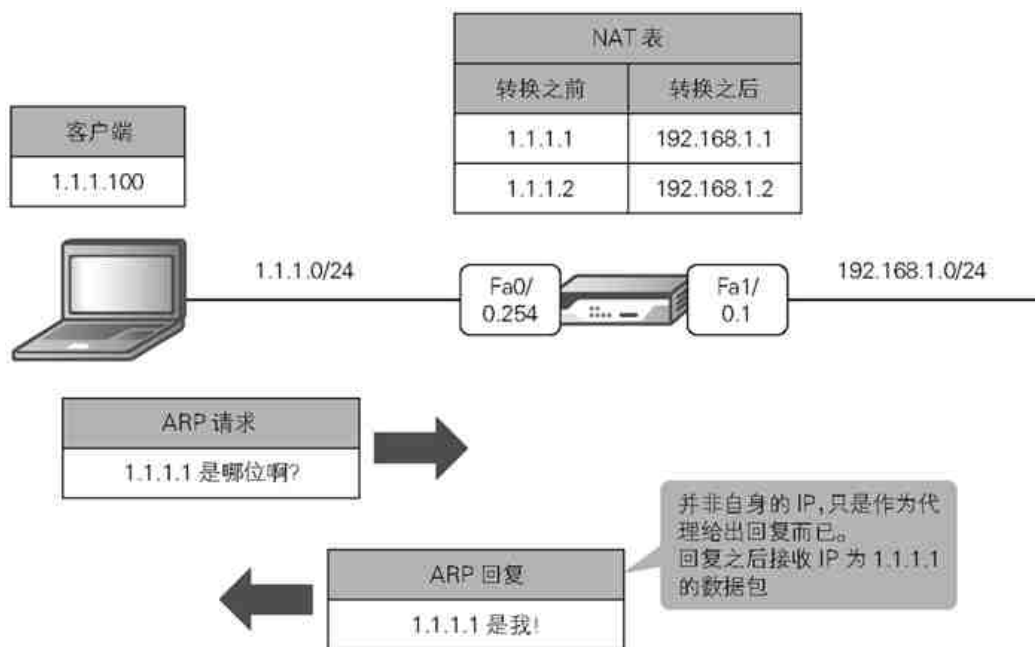 NAT 表
转换之前 转换之后
1.1.1.1 192.168.1.1
1.1.1.2 192.168.1.2
客户端
1.1.1.100
1.1.1.0/24
Fa0/
0.254
Fa1/
0.1
192.168.1.0/24
ARP 请求
1.1.1.1 是哪位啊?
并非自身的 IP,只是作为代
理给出回复而已。
回复之后接收 IP 为 1.1.1.1
的数据包
ARP 回复
1.1.1.1 是我!